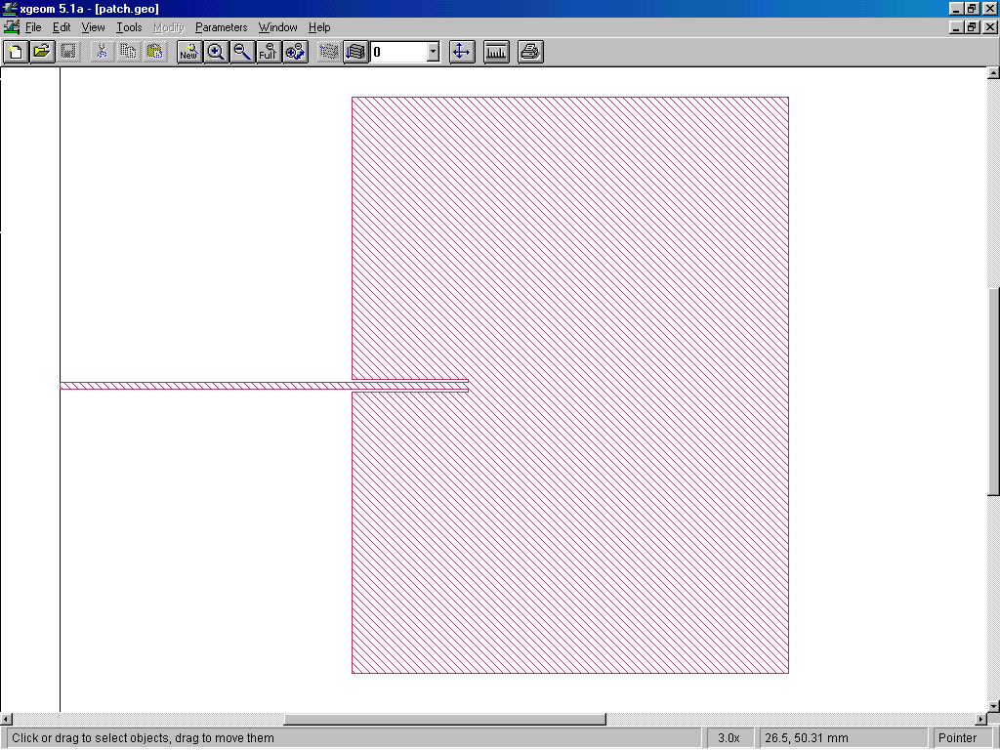 xgeom 5.1a - [patch.geo]
File Edit View Tools Modify Parameters Window Help
New Full 0
Click or drag to select objects, drag to move them 3.0x 26.5, 50.31 mm Pointer